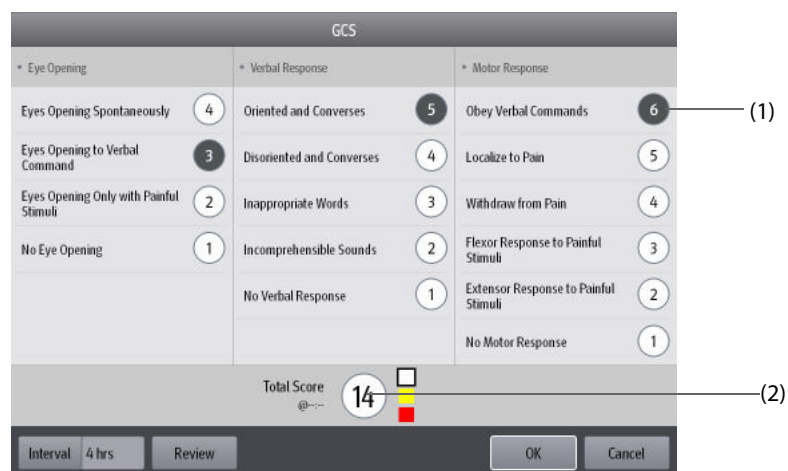 GCS
* Eye Opening
Eyes Opening Spontaneously 4
Eyes Opening to Verbal
Command
3
Eyes Opening Only with Painful
Stimuli
2
No Eye Opening 1
* Verbal Response
Oriented and Converses 5
Disoriented and Converses 4
Inappropriate Words 3
Incomprehensible Sounds 2
No Verbal Response 1
* Motor Response
Obey Verbal Commands 6
(1)
Localize to Pain 5
Withdraw from Pain 4
Flexor Response to Painful
Stimuli
3
Extensor Response to Painful
Stimuli
2
No Motor Response 1
Total Score
@--:--
14
(2)
Interval 4 hrs Review OK Cancel